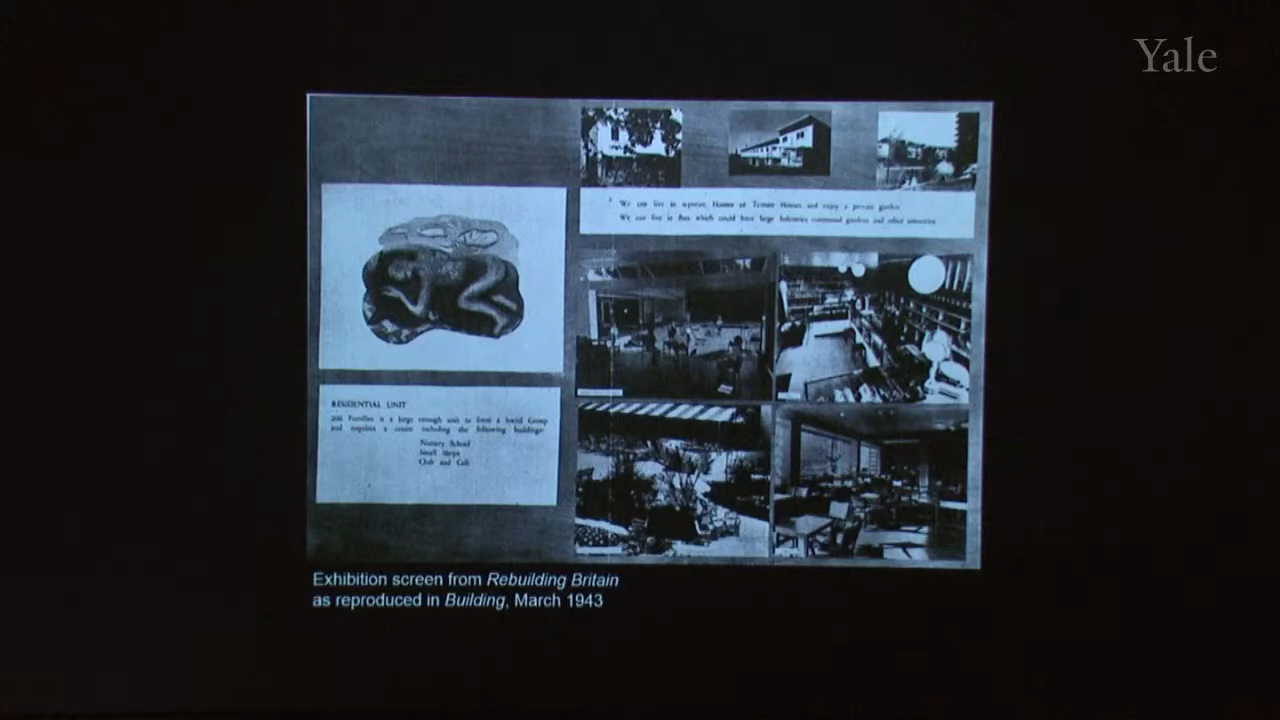 Yale
We can live in separate Houses or Terrace Houses and enjoy a private garden
We can live in flats which could have large balconies communal gardens and other amenities
RESIDENTIAL UNIT
200 Families is a large enough unit to form a Social Group
and requires a centre including the following buildings:
Nursery School
Small Shops
Club and Café
Exhibition screen from Rebuilding Britain
as reproduced in Building, March 1943